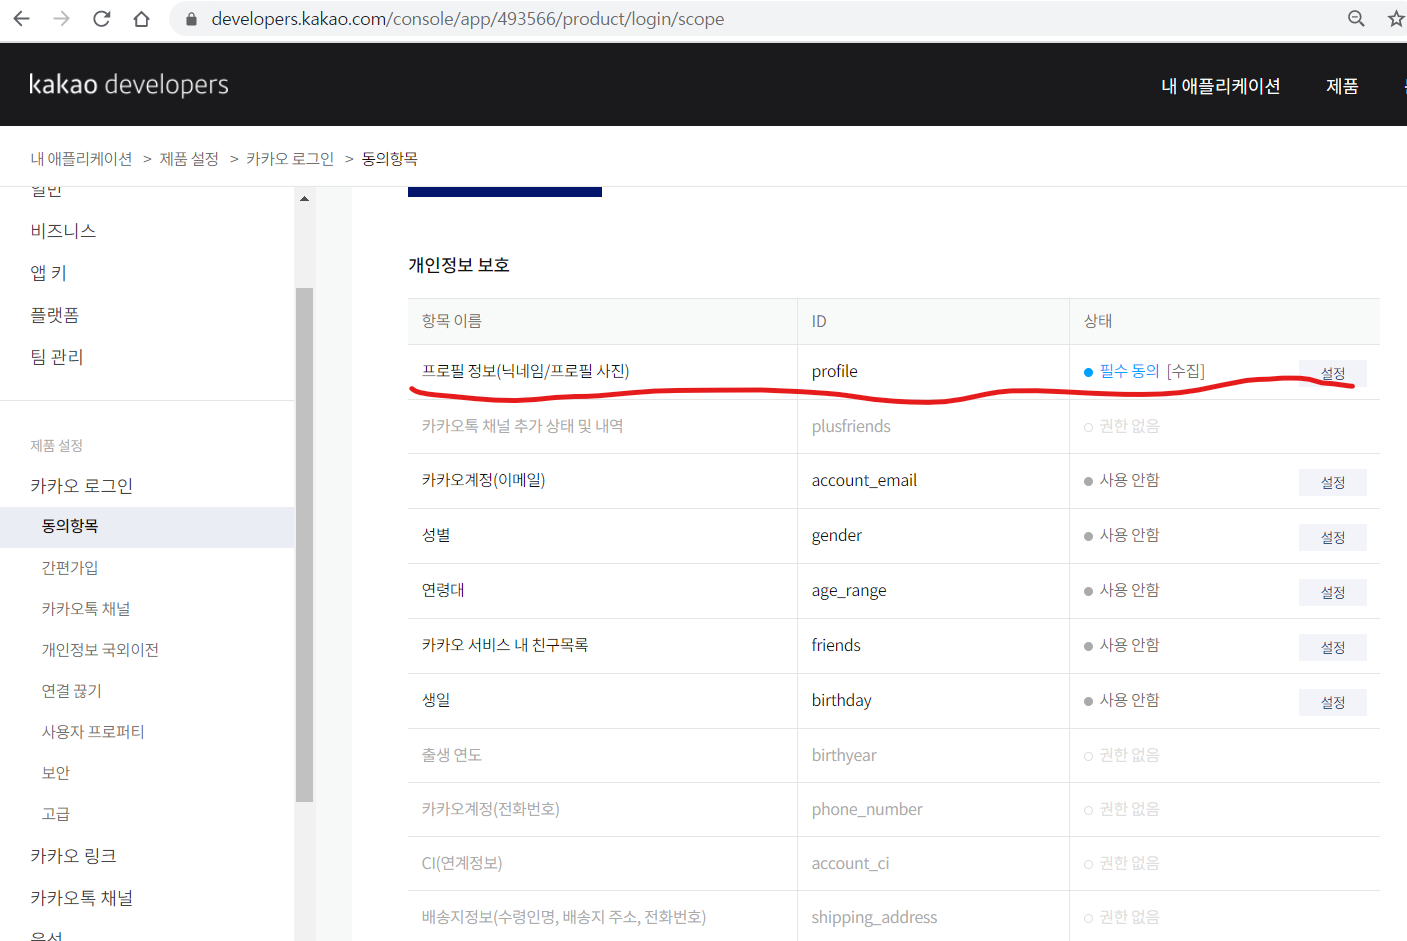 developers.kakao.com/console/app/493566/product/login/scope
kakao developers
내 애플리케이션 제품
내 애플리케이션 > 제품 설정 > 카카오 로그인 > 동의항목
일반
비즈니스
앱 키
플랫폼
팀 관리
제품 설정
카카오 로그인
동의항목
간편가입
카카오톡 채널
개인정보 국외이전
연결 끊기
사용자 프로퍼티
보안
고급
카카오 링크
카카오톡 채널
개인정보 보호
항목 이름 ID 상태
프로필 정보(닉네임/프로필 사진) profile 필수 동의 [수집] 설정
카카오톡 채널 추가 상태 및 내역 plusfriends 권한 없음
카카오계정(이메일) account_email 사용 안함 설정
성별 gender 사용 안함 설정
연령대 age_range 사용 안함 설정
카카오 서비스 내 친구목록 friends 사용 안함 설정
생일 birthday 사용 안함 설정
출생 연도 birthyear 권한 없음
카카오계정(전화번호) phone_number 권한 없음
CI(연계정보) account_ci 권한 없음
배송지정보(수령인명, 배송지 주소, 전화번호) shipping_address 권한 없음